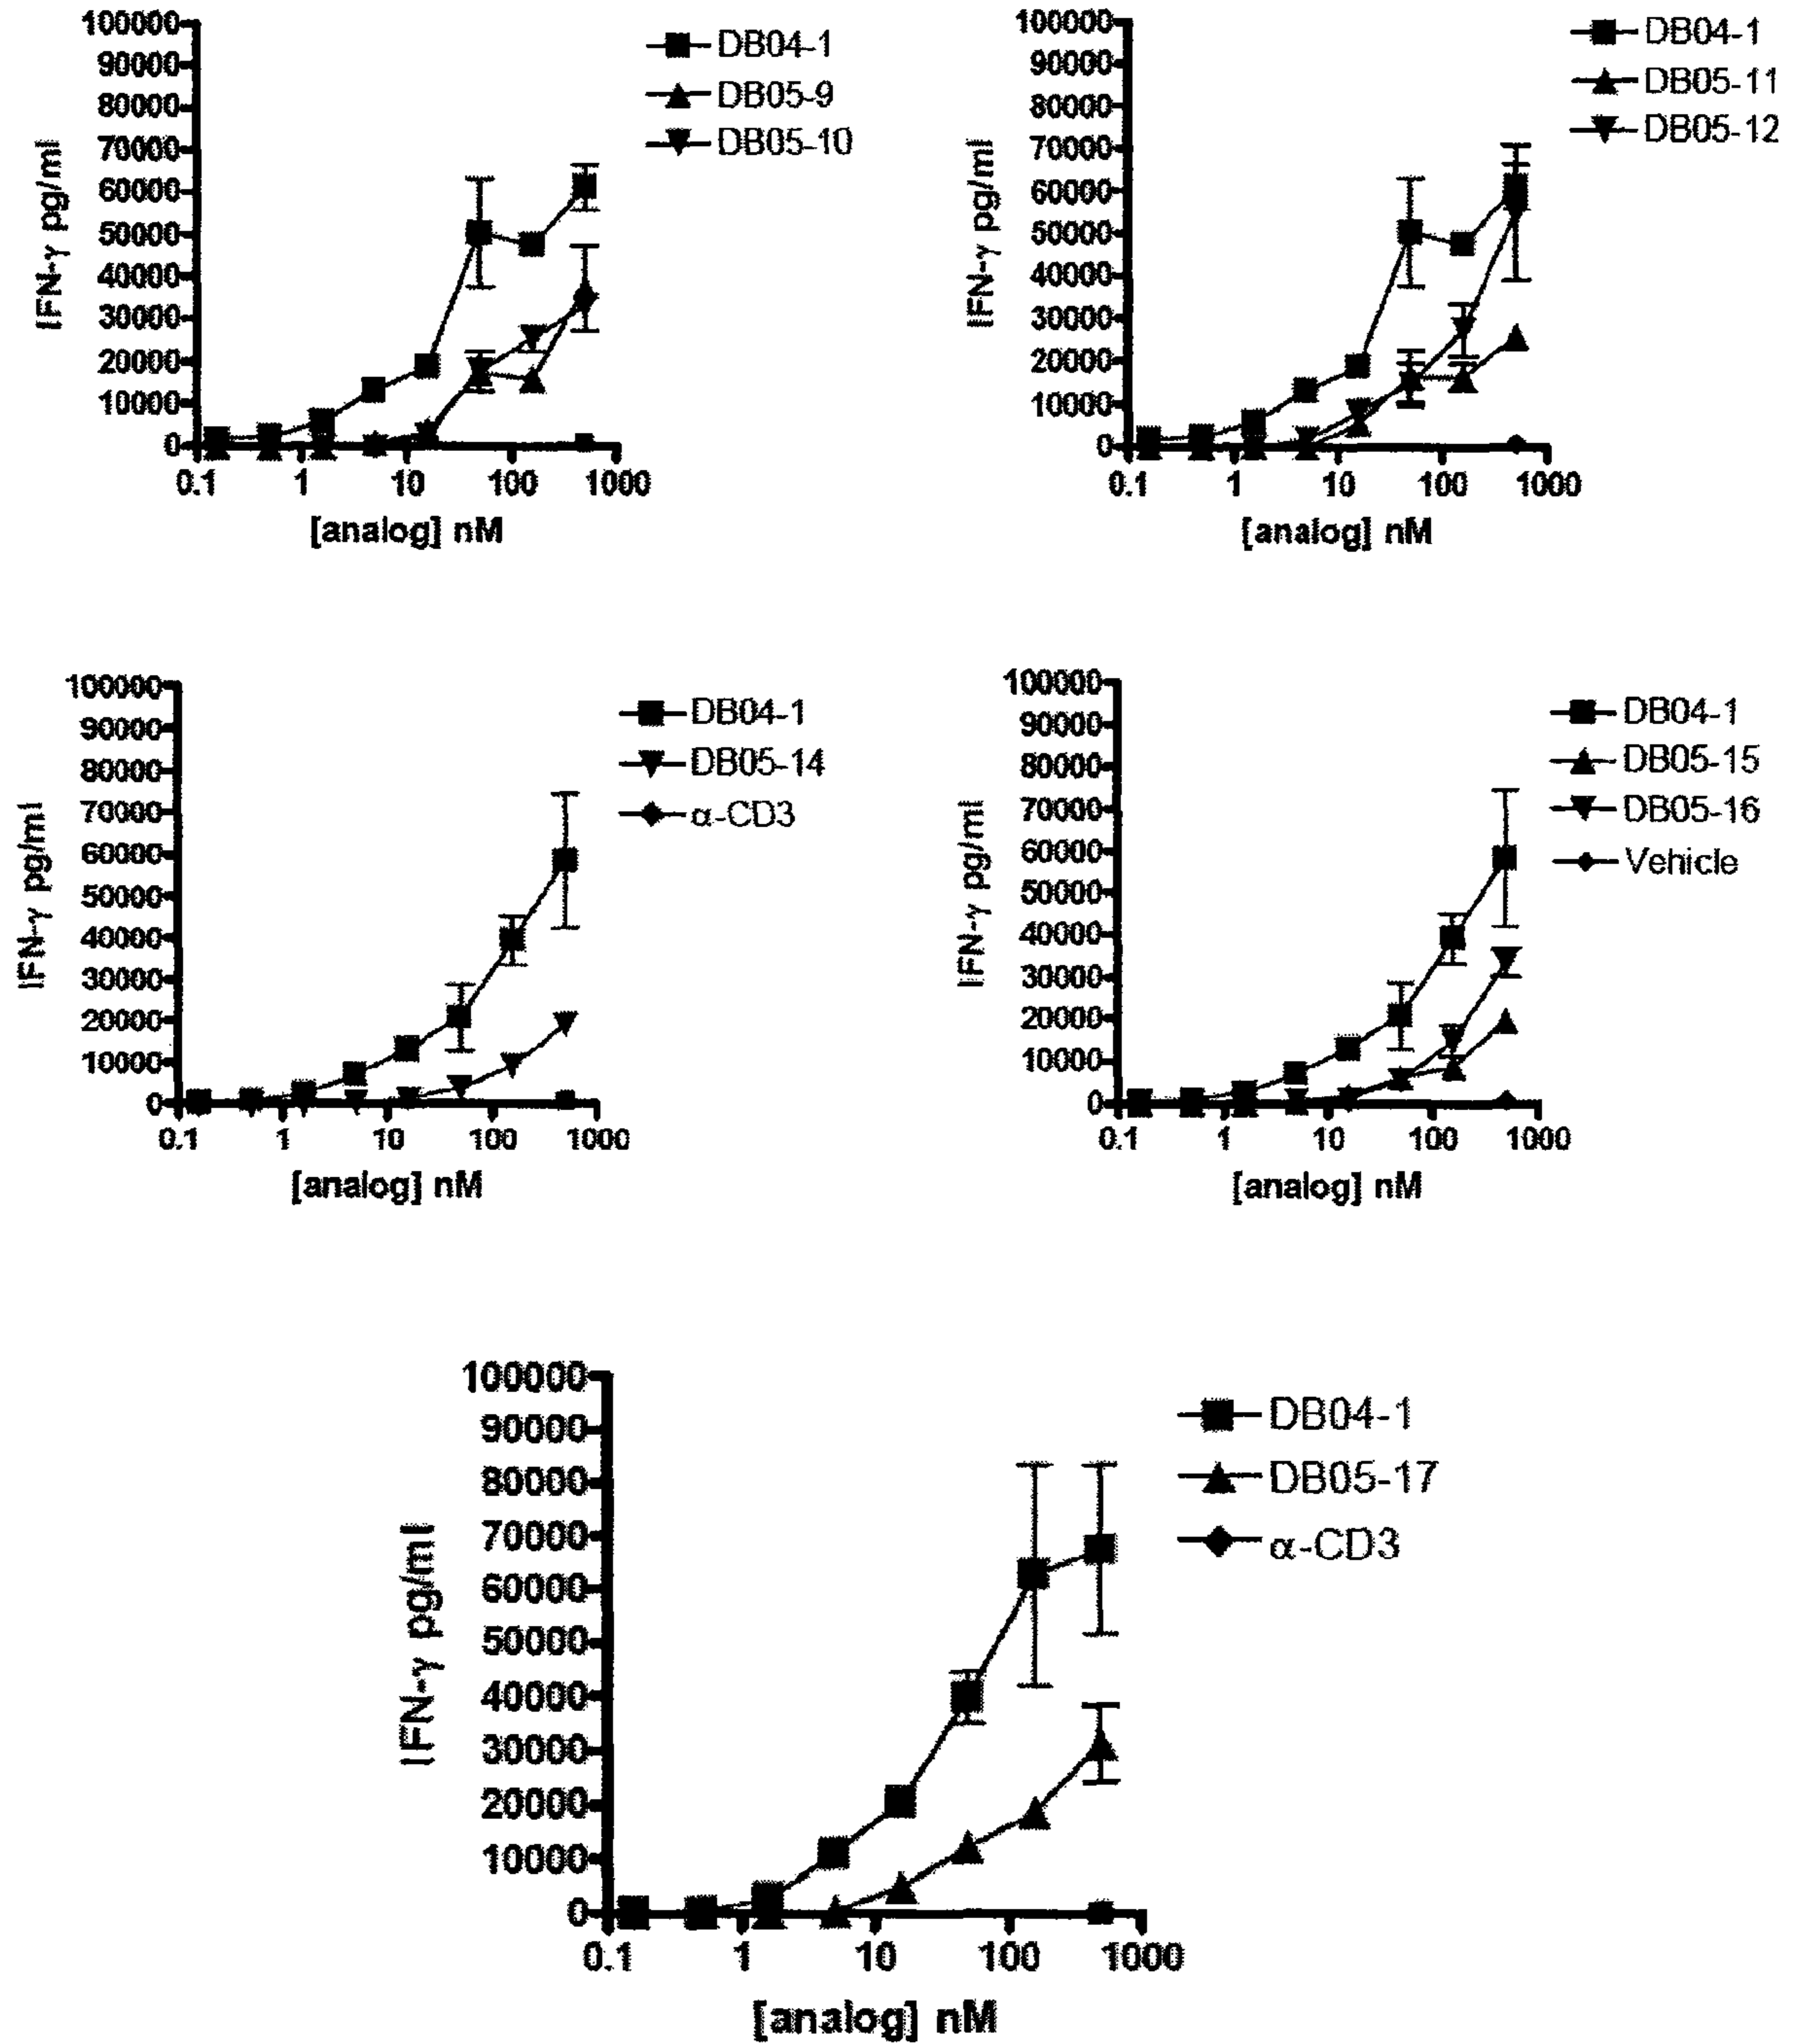 100000
90000
80000
70000
60000
50000
40000
30000
20000
10000
0
IFN-γ pg/ml
0.1 1 10 100 1000
[analog] nM
DB04-1
DB05-9
DB05-10
100000
90000
80000
70000
60000
50000
40000
30000
20000
10000
0
IFN-γ pg/ml
0.1 1 10 100 1000
[analog] nM
DB04-1
DB05-11
DB05-12
100000
90000
80000
70000
60000
50000
40000
30000
20000
10000
0
IFN-γ pg/ml
0.1 1 10 100 1000
[analog] nM
DB04-1
DB05-14
α-CD3
100000
90000
80000
70000
60000
50000
40000
30000
20000
10000
0
IFN-γ pg/ml
0.1 1 10 100 1000
[analog] nM
DB04-1
DB05-15
DB05-16
Vehicle
100000
90000
80000
70000
60000
50000
40000
30000
20000
10000
0
IFN-γ pg/ml
0.1 1 10 100 1000
[analog] nM
DB04-1
DB05-17
α-CD3